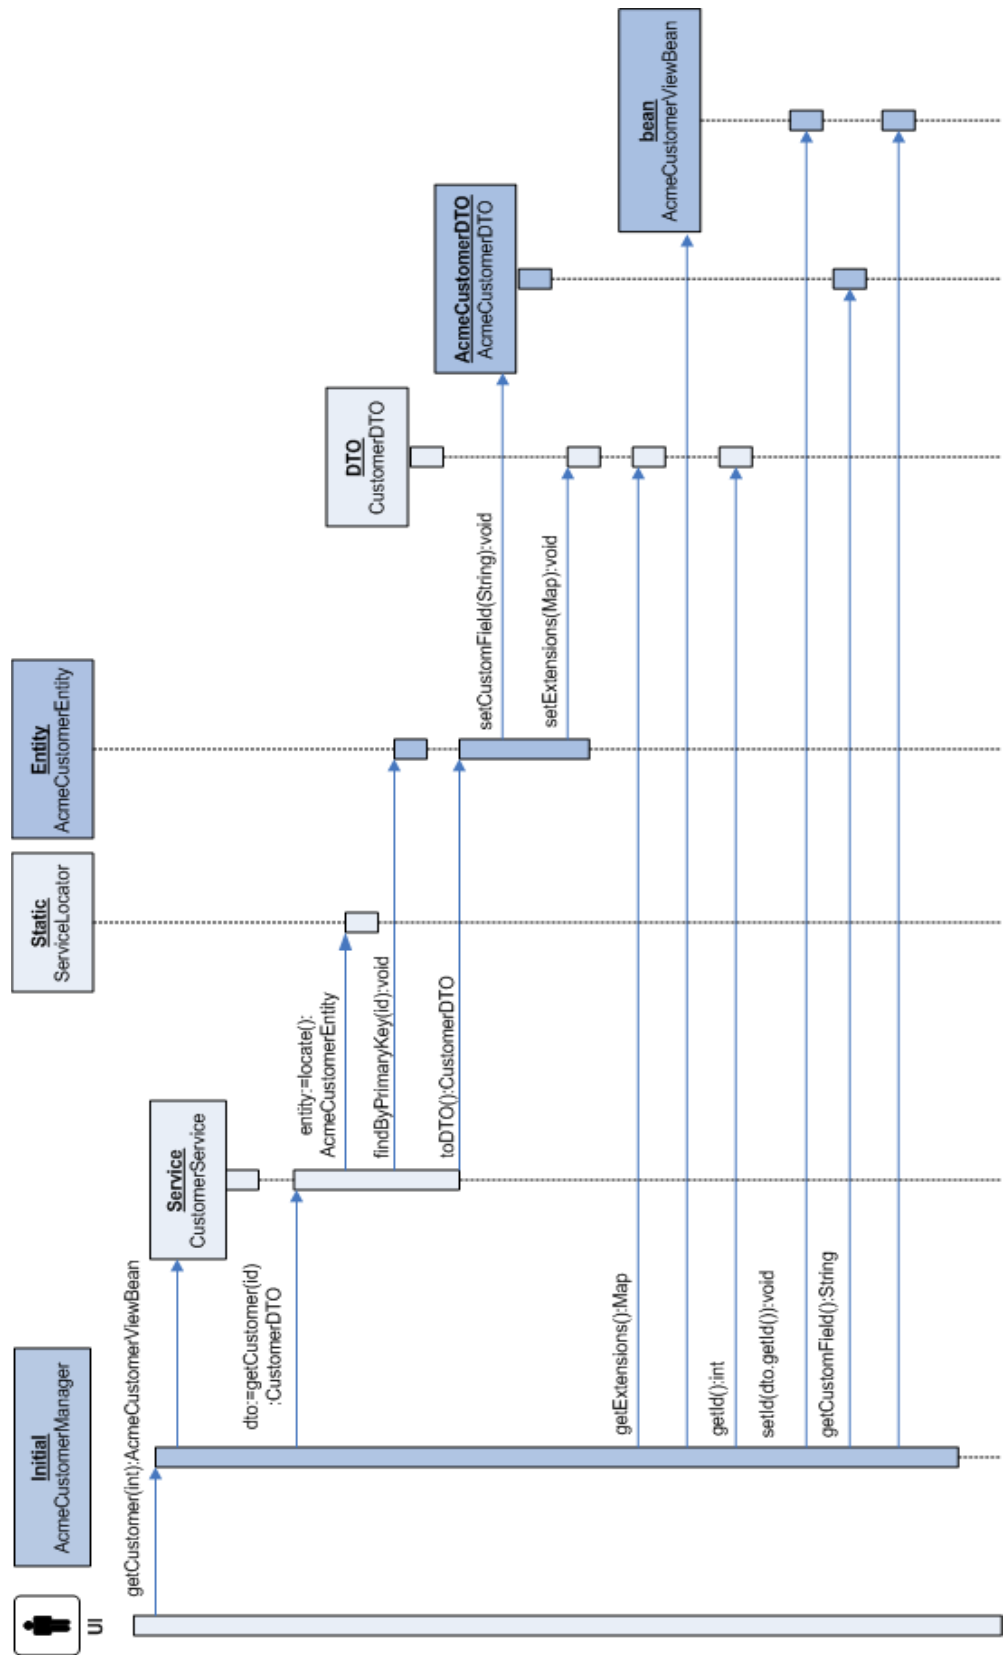 UI
Initial
AcmeCustomerManager
Service
CustomerService
Static
ServiceLocator
Entity
AcmeCustomerEntity
DTO
CustomerDTO
AcmeCustomerDTO
AcmeCustomerDTO
bean
AcmeCustomerViewBean
getCustomer(int):AcmeCustomerViewBean
dto:=getCustomer(id)
:CustomerDTO
entity:=locate():
AcmeCustomerEntity
findByPrimaryKey(id):void
toDTO():CustomerDTO
setCustomField(String):void
setExtensions(Map):void
getExtensions():Map
getId():int
setId(dto.getId()):void
getCustomField():String